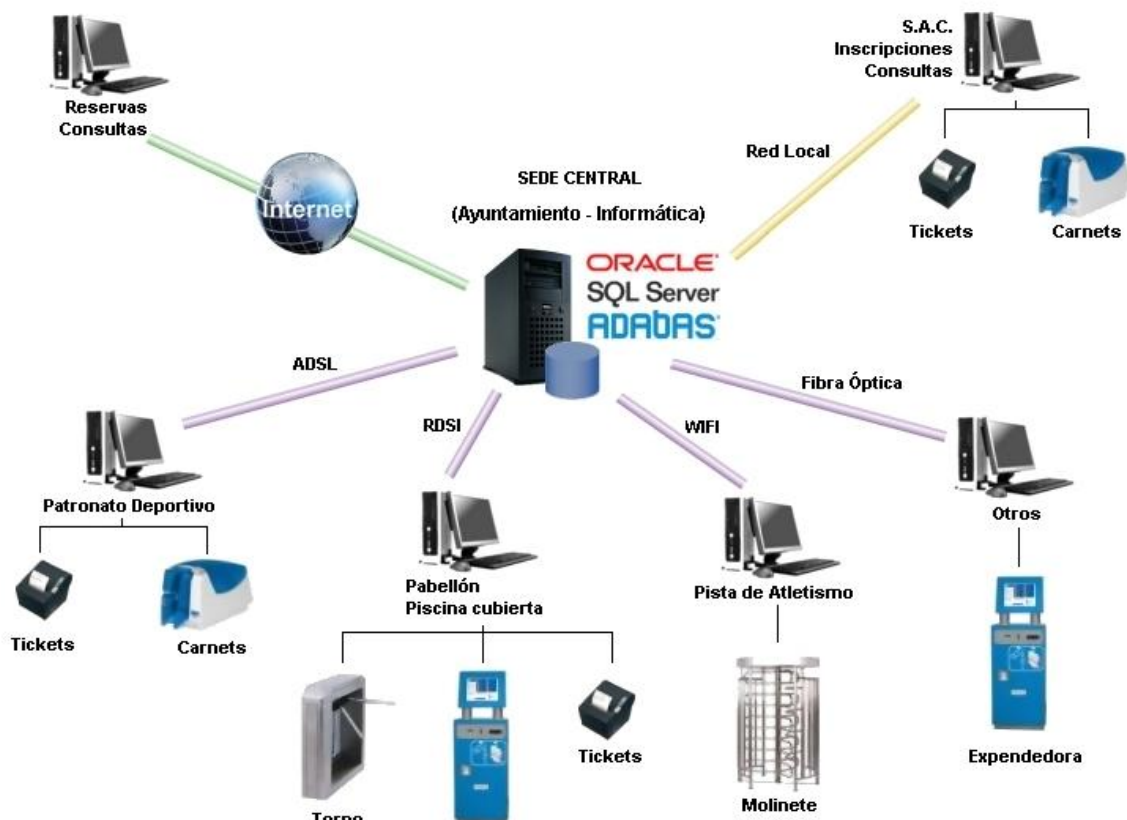 S.A.C.
Inscripciones
Consultas
Reservas
Consultas
Red Local
Internet
SEDE CENTRAL
(Ayuntamiento - Informática)
Tickets
Carnets
ORACLE
SQL Server
ADABAS
ADSL
Fibra Óptica
RDSI
WIFI
Patronato Deportivo
Otros
Pabellón
Piscina cubierta
Pista de Atletismo
Tickets
Carnets
Tickets
Expendedora
Molinete
Torno